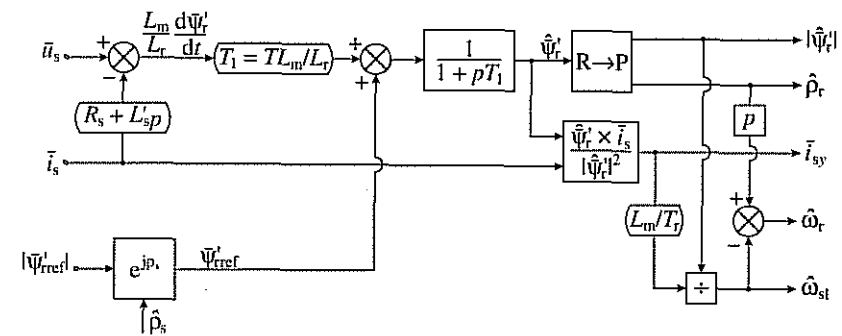 ū_s + − (L_m/L_r) (dψ̄'_r/dt)
(T_1 = TL_m/L_r) ÷ +
1/(1 + pT_1)
ψ̂'_r
R→P
|ψ̄̂'_r|
ρ̂_r
p
(R_s + L'_s p)
ī_s
(ψ̄̂'_r × ī_s)/|ψ̂'_r|²
ī_sy
(L_m/T_r)
+ −
ω̂_r
|ψ̄'_rref|
e^jρ_s
ψ̄'_rref
÷
ω̂_sl
ρ̂_s